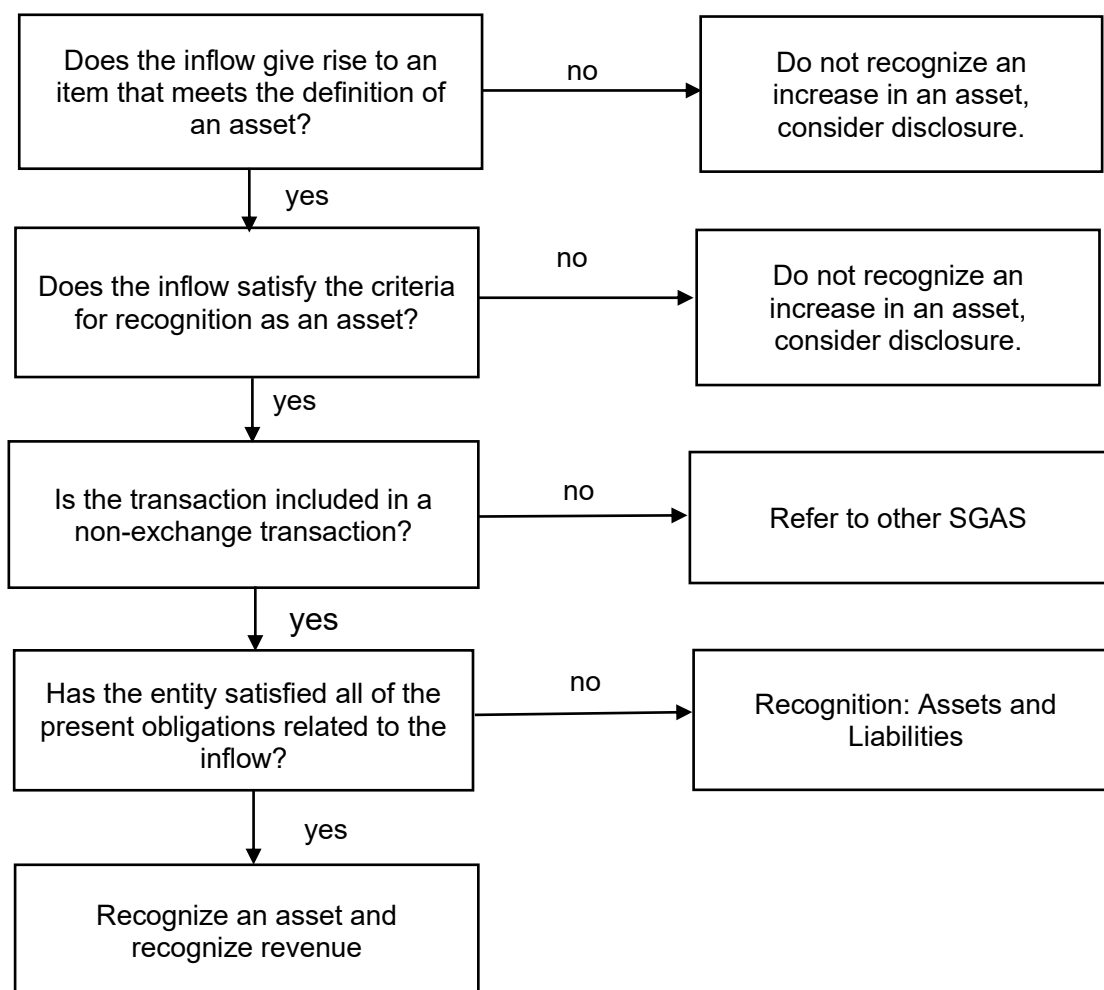 Does the inflow give rise to an
item that meets the definition of
an asset?
no
Do not recognize an
increase in an asset,
consider disclosure.
yes
Does the inflow satisfy the criteria
for recognition as an asset?
no
Do not recognize an
increase in an asset,
consider disclosure.
yes
Is the transaction included in a
non-exchange transaction?
no
Refer to other SGAS
yes
Has the entity satisfied all of the
present obligations related to the
inflow?
no
Recognition: Assets and
Liabilities
yes
Recognize an asset and
recognize revenue